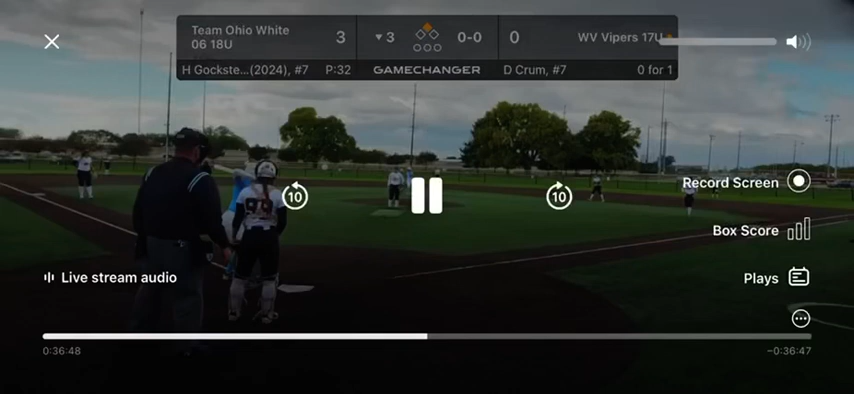 Team Ohio White
06 18U
3
▼ 3
0-0
0
WV Vipers 17U
H Gockste...(2024), #7
P:32
GAMECHANGER
D Crum, #7
0 for 1
10
10
Record Screen
Box Score
Live stream audio
Plays
0:36:48
−0:36:47